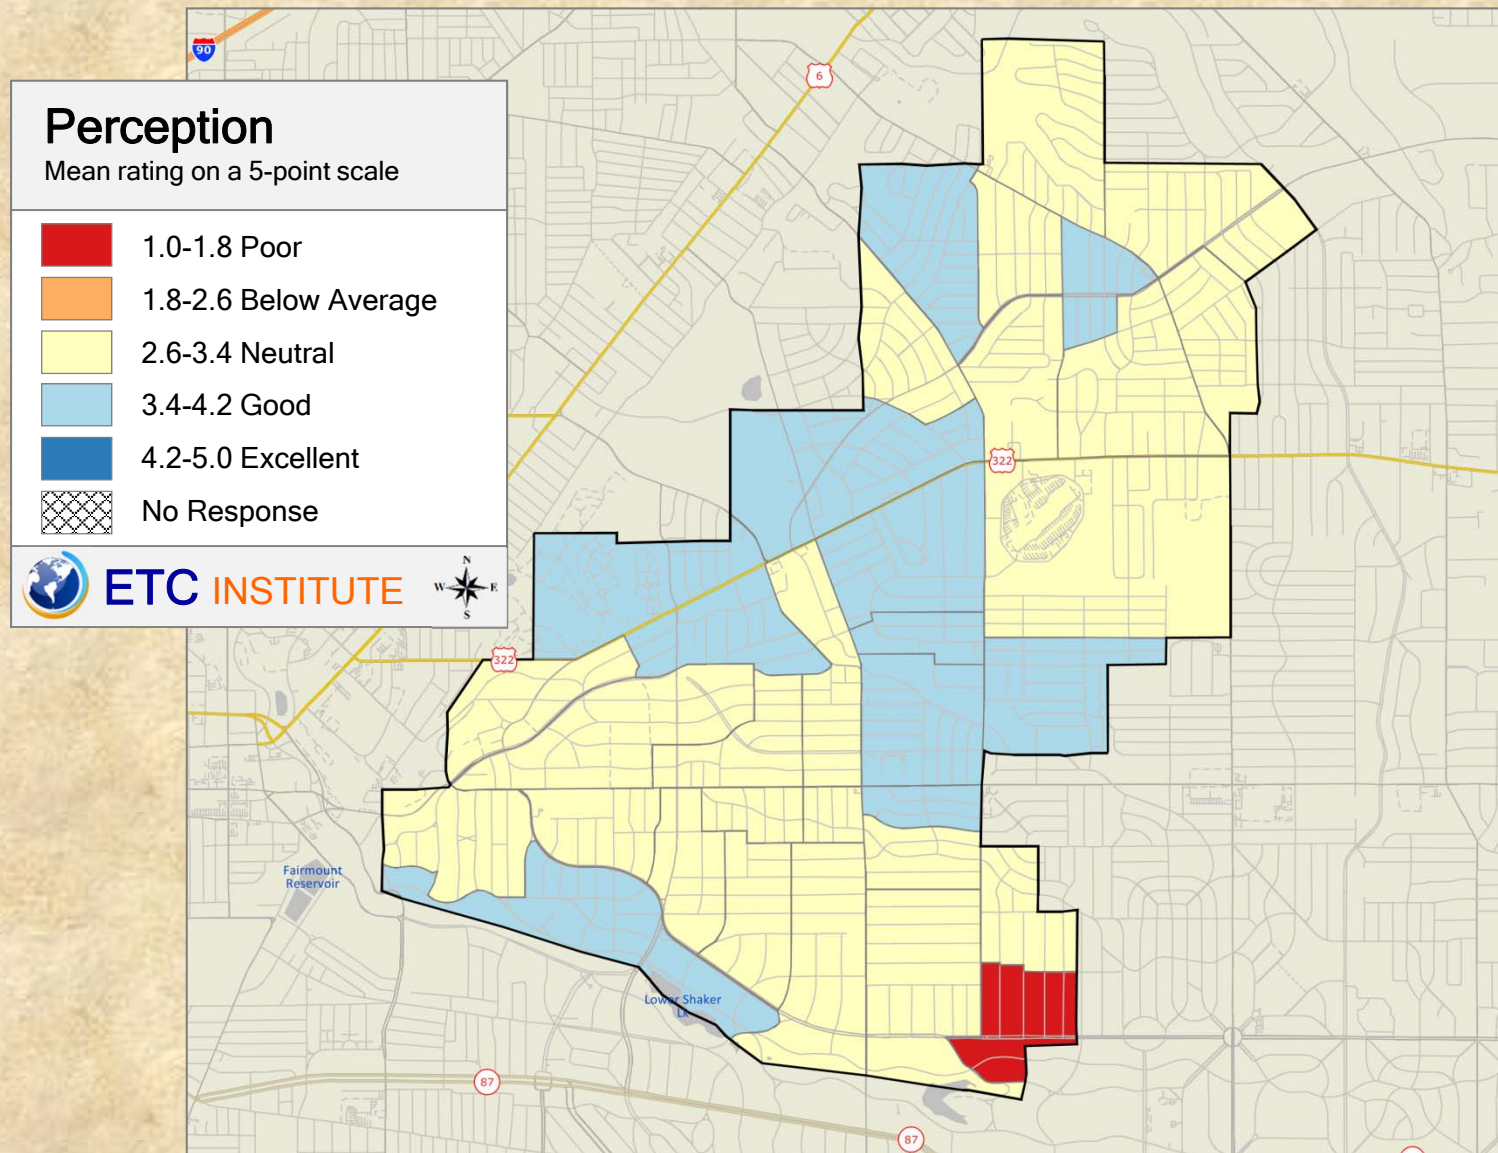 90
6
Perception
Mean rating on a 5-point scale
1.0-1.8 Poor
1.8-2.6 Below Average
2.6-3.4 Neutral
3.4-4.2 Good
4.2-5.0 Excellent
No Response
ETC INSTITUTE
N
W E
S
322
322
Fairmount
Reservoir
Lower Shaker
Lk
87
87